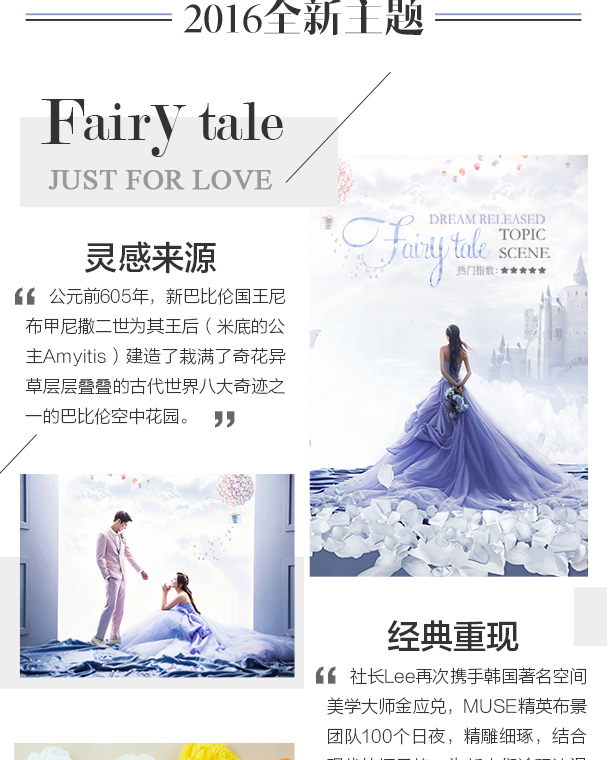 2016全新主题
Fairy tale
JUST FOR LOVE
DREAM RELEASED
Fairy tale
TOPIC
SCENE
热门指数:★★★★★
灵感来源
“公元前605年，新巴比伦国王尼
布甲尼撒二世为其王后（米底的公
主Amyitis）建造了栽满了奇花异
草层层叠叠的古代世界八大奇迹之
一的巴比伦空中花园。”
经典重现
“社长Lee再次携手韩国著名空间
美学大师金应兑，MUSE精英布景
团队100个日夜，精雕细琢，结合